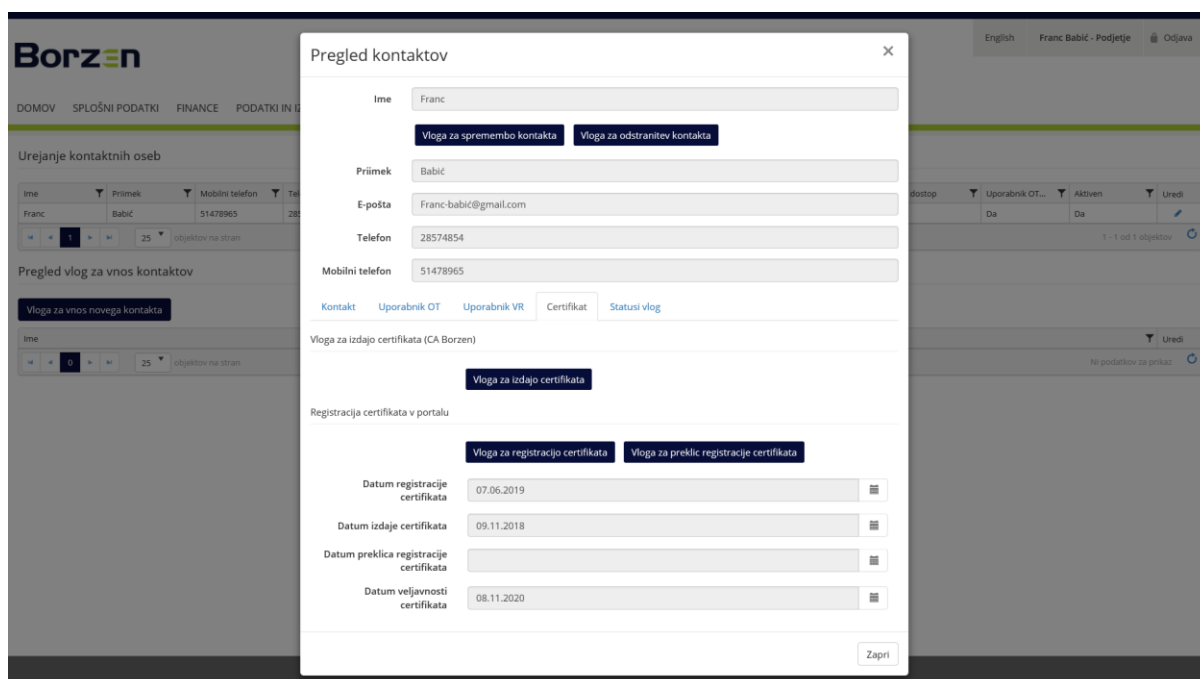 Borzen
English Franc Babić - Podjetje Odjava
DOMOV SPLOŠNI PODATKI FINANCE PODATKI IN
Urejanje kontaktnih oseb
Ime Priimek Mobilni telefon dostop Uporabnik OT... Aktiven Uredi
Franc Babić 51478965 Da Da
1 25 objektov na stran 1 - 1 od 1 objektov
Pregled vlog za vnos kontaktov
Vloga za vnos novega kontakta
Ime Uredi
0 25 objektov na stran Ni podatkov za prikaz
Pregled kontaktov ×
Ime Franc
Vloga za spremembo kontakta Vloga za odstranitev kontakta
Priimek Babić
E-pošta Franc-babić@gmail.com
Telefon 28574854
Mobilni telefon 51478965
Kontakt Uporabnik OT Uporabnik VR Certifikat Statusi vlog
Vloga za izdajo certifikata (CA Borzen)
Vloga za izdajo certifikata
Registracija certifikata v portalu
Vloga za registracijo certifikata Vloga za preklic registracije certifikata
Datum registracije
certifikata 07.06.2019
Datum izdaje certifikata 09.11.2018
Datum preklica registracije
certifikata
Datum veljavnosti
certifikata 08.11.2020
Zapri